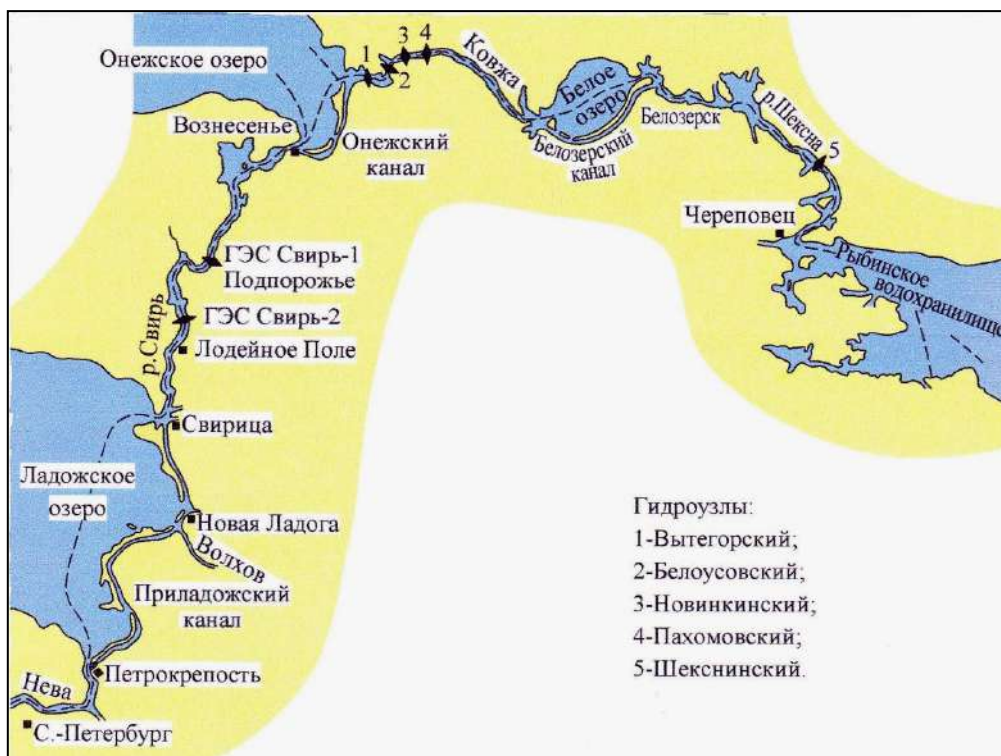 Онежское озеро
1
2
3
4
Ковжа
Белое
озеро
Белозерский
канал
Белозерск
р.Шексна
5
Вознесенье
Онежский
канал
Череповец
Рыбинское
водохранилище
ГЭС Свирь-1
Подпорожье
ГЭС Свирь-2
р.Свирь
Лодейное Поле
Свирица
Ладожское
озеро
Новая Ладога
Волхов
Приладожский
канал
Петрокрепость
Нева
С.-Петербург
Гидроузлы:
1-Вытегорский;
2-Белоусовский;
3-Новинкинский;
4-Пахомовский;
5-Шекснинский.